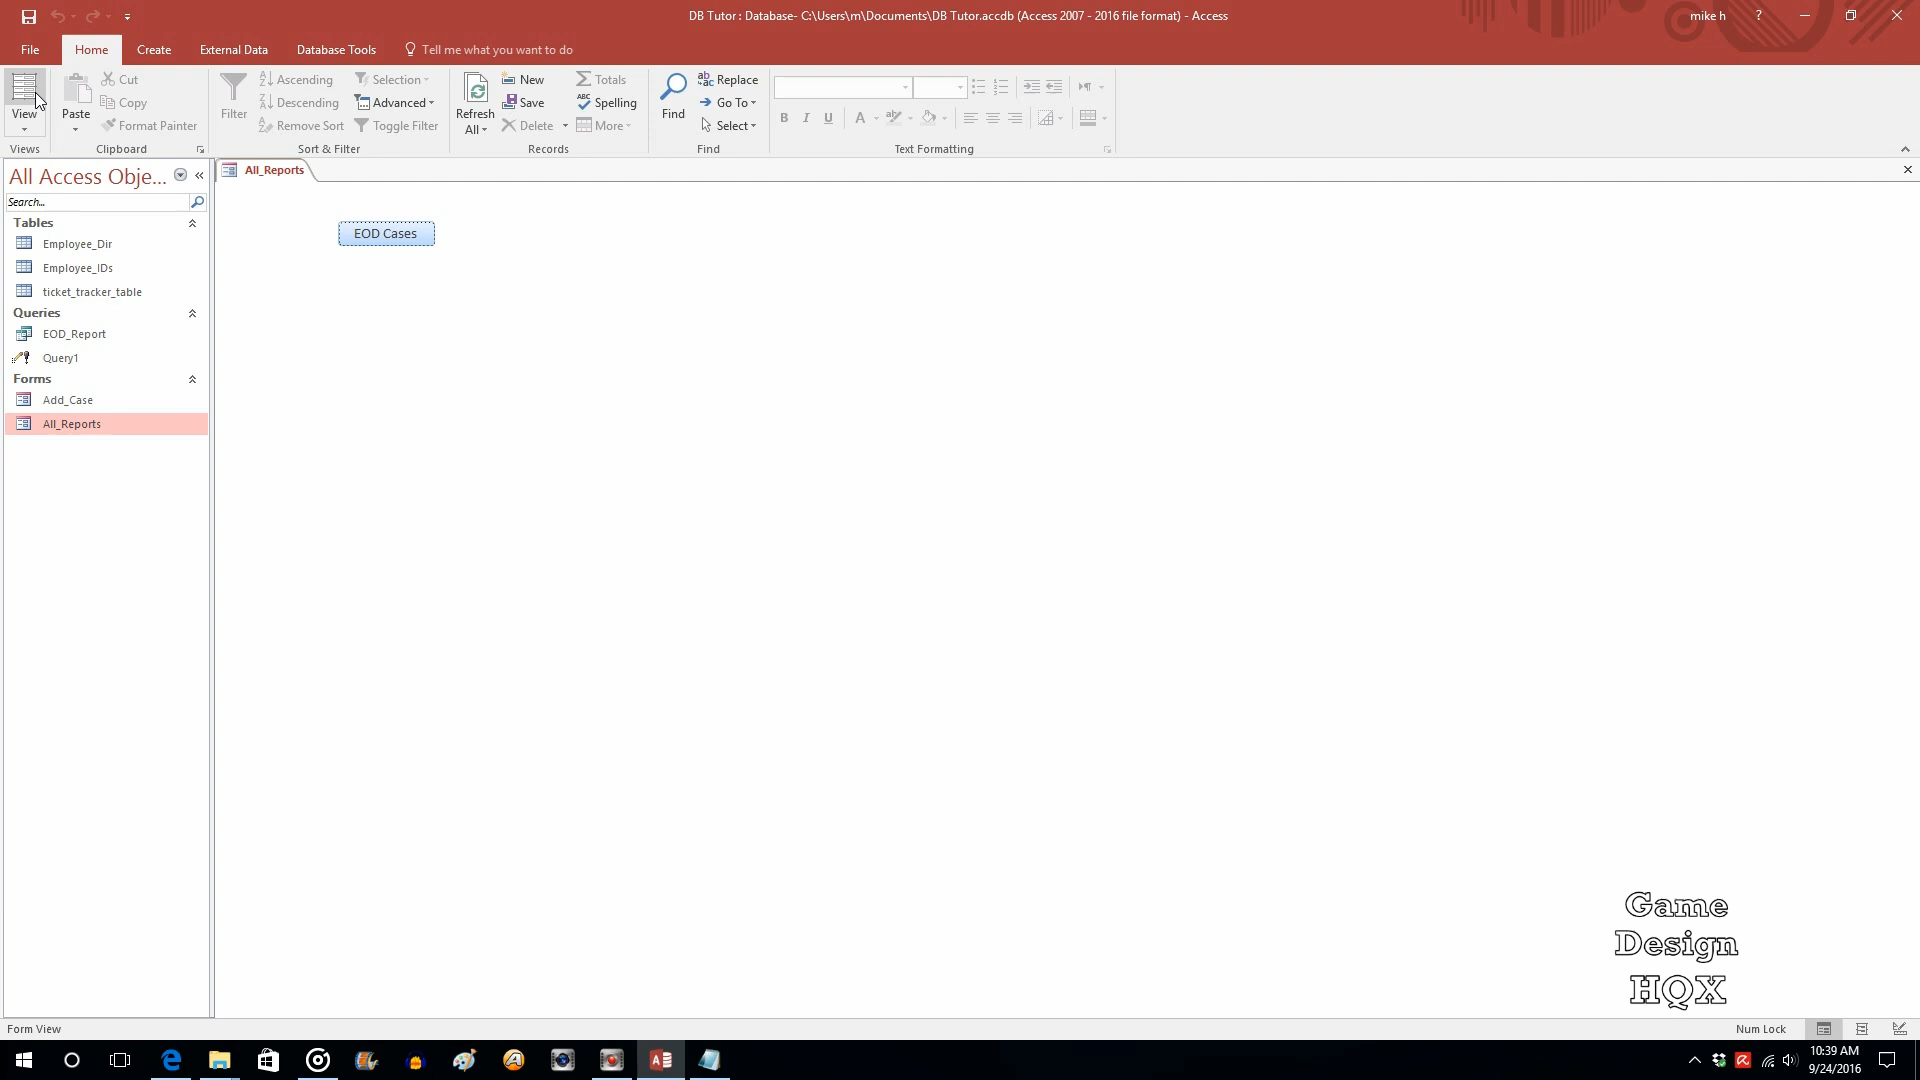 DB Tutor : Database- C:\Users\m\Documents\DB Tutor.accdb (Access 2007 - 2016 file format) - Access
mike h
?
File
Home
Create
External Data
Database Tools
Tell me what you want to do
View
Views
Paste
Cut
Copy
Format Painter
Clipboard
Filter
Ascending
Descending
Remove Sort
Selection
Advanced
Toggle Filter
Sort & Filter
Refresh
All
New
Save
Delete
Totals
Spelling
More
Records
Find
Replace
Go To
Select
Find
B I U A
Text Formatting
All Access Obje...
Search...
Tables
Employee_Dir
Employee_IDs
ticket_tracker_table
Queries
EOD_Report
Query1
Forms
Add_Case
All_Reports
All_Reports
EOD Cases
Game
Design
HQX
Form View
Num Lock
10:39 AM
9/24/2016